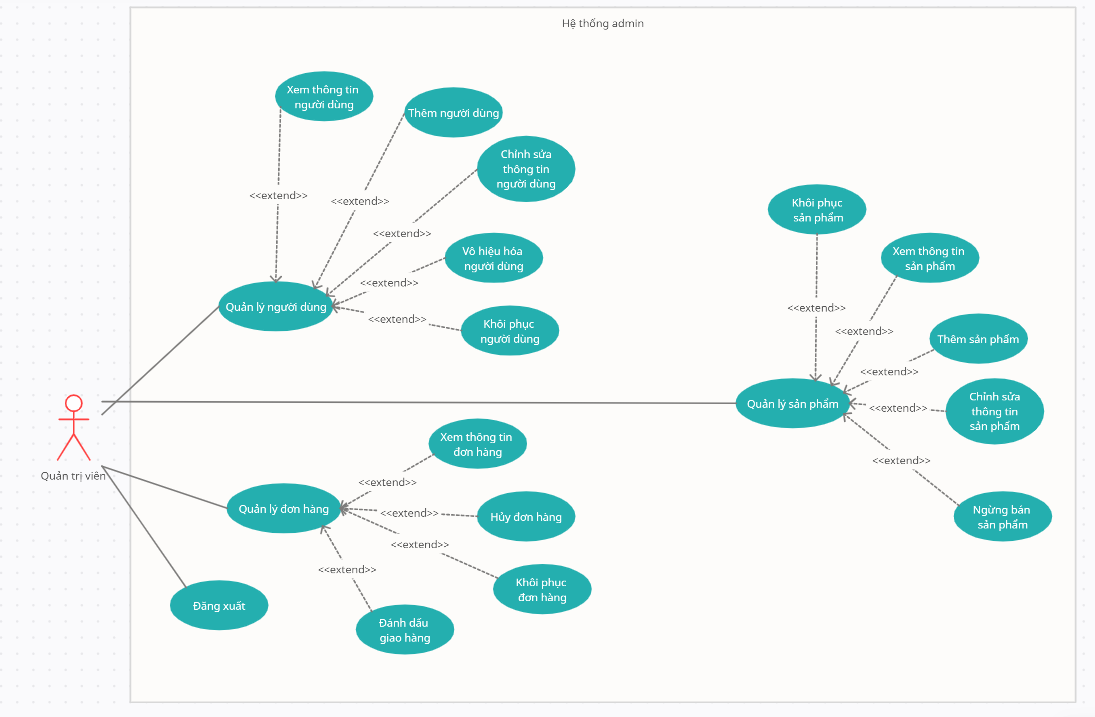 Hệ thống admin
Xem thông tin
người dùng
Thêm người dùng
Chỉnh sửa
thông tin
người dùng
<<extend>>
<<extend>>
<<extend>>
Vô hiệu hóa
người dùng
<<extend>>
Quản lý người dùng
<<extend>>
Khôi phục
người dùng
Khôi phục
sản phẩm
Xem thông tin
sản phẩm
<<extend>>
<<extend>>
Thêm sản phẩm
<<extend>>
Quản lý sản phẩm
<<extend>>
Chỉnh sửa
thông tin
sản phẩm
<<extend>>
Ngừng bán
sản phẩm
Quản trị viên
Xem thông tin
đơn hàng
<<extend>>
Quản lý đơn hàng
<<extend>>
Hủy đơn hàng
<<extend>>
<<extend>>
Khôi phục
đơn hàng
Đăng xuất
Đánh dấu
giao hàng